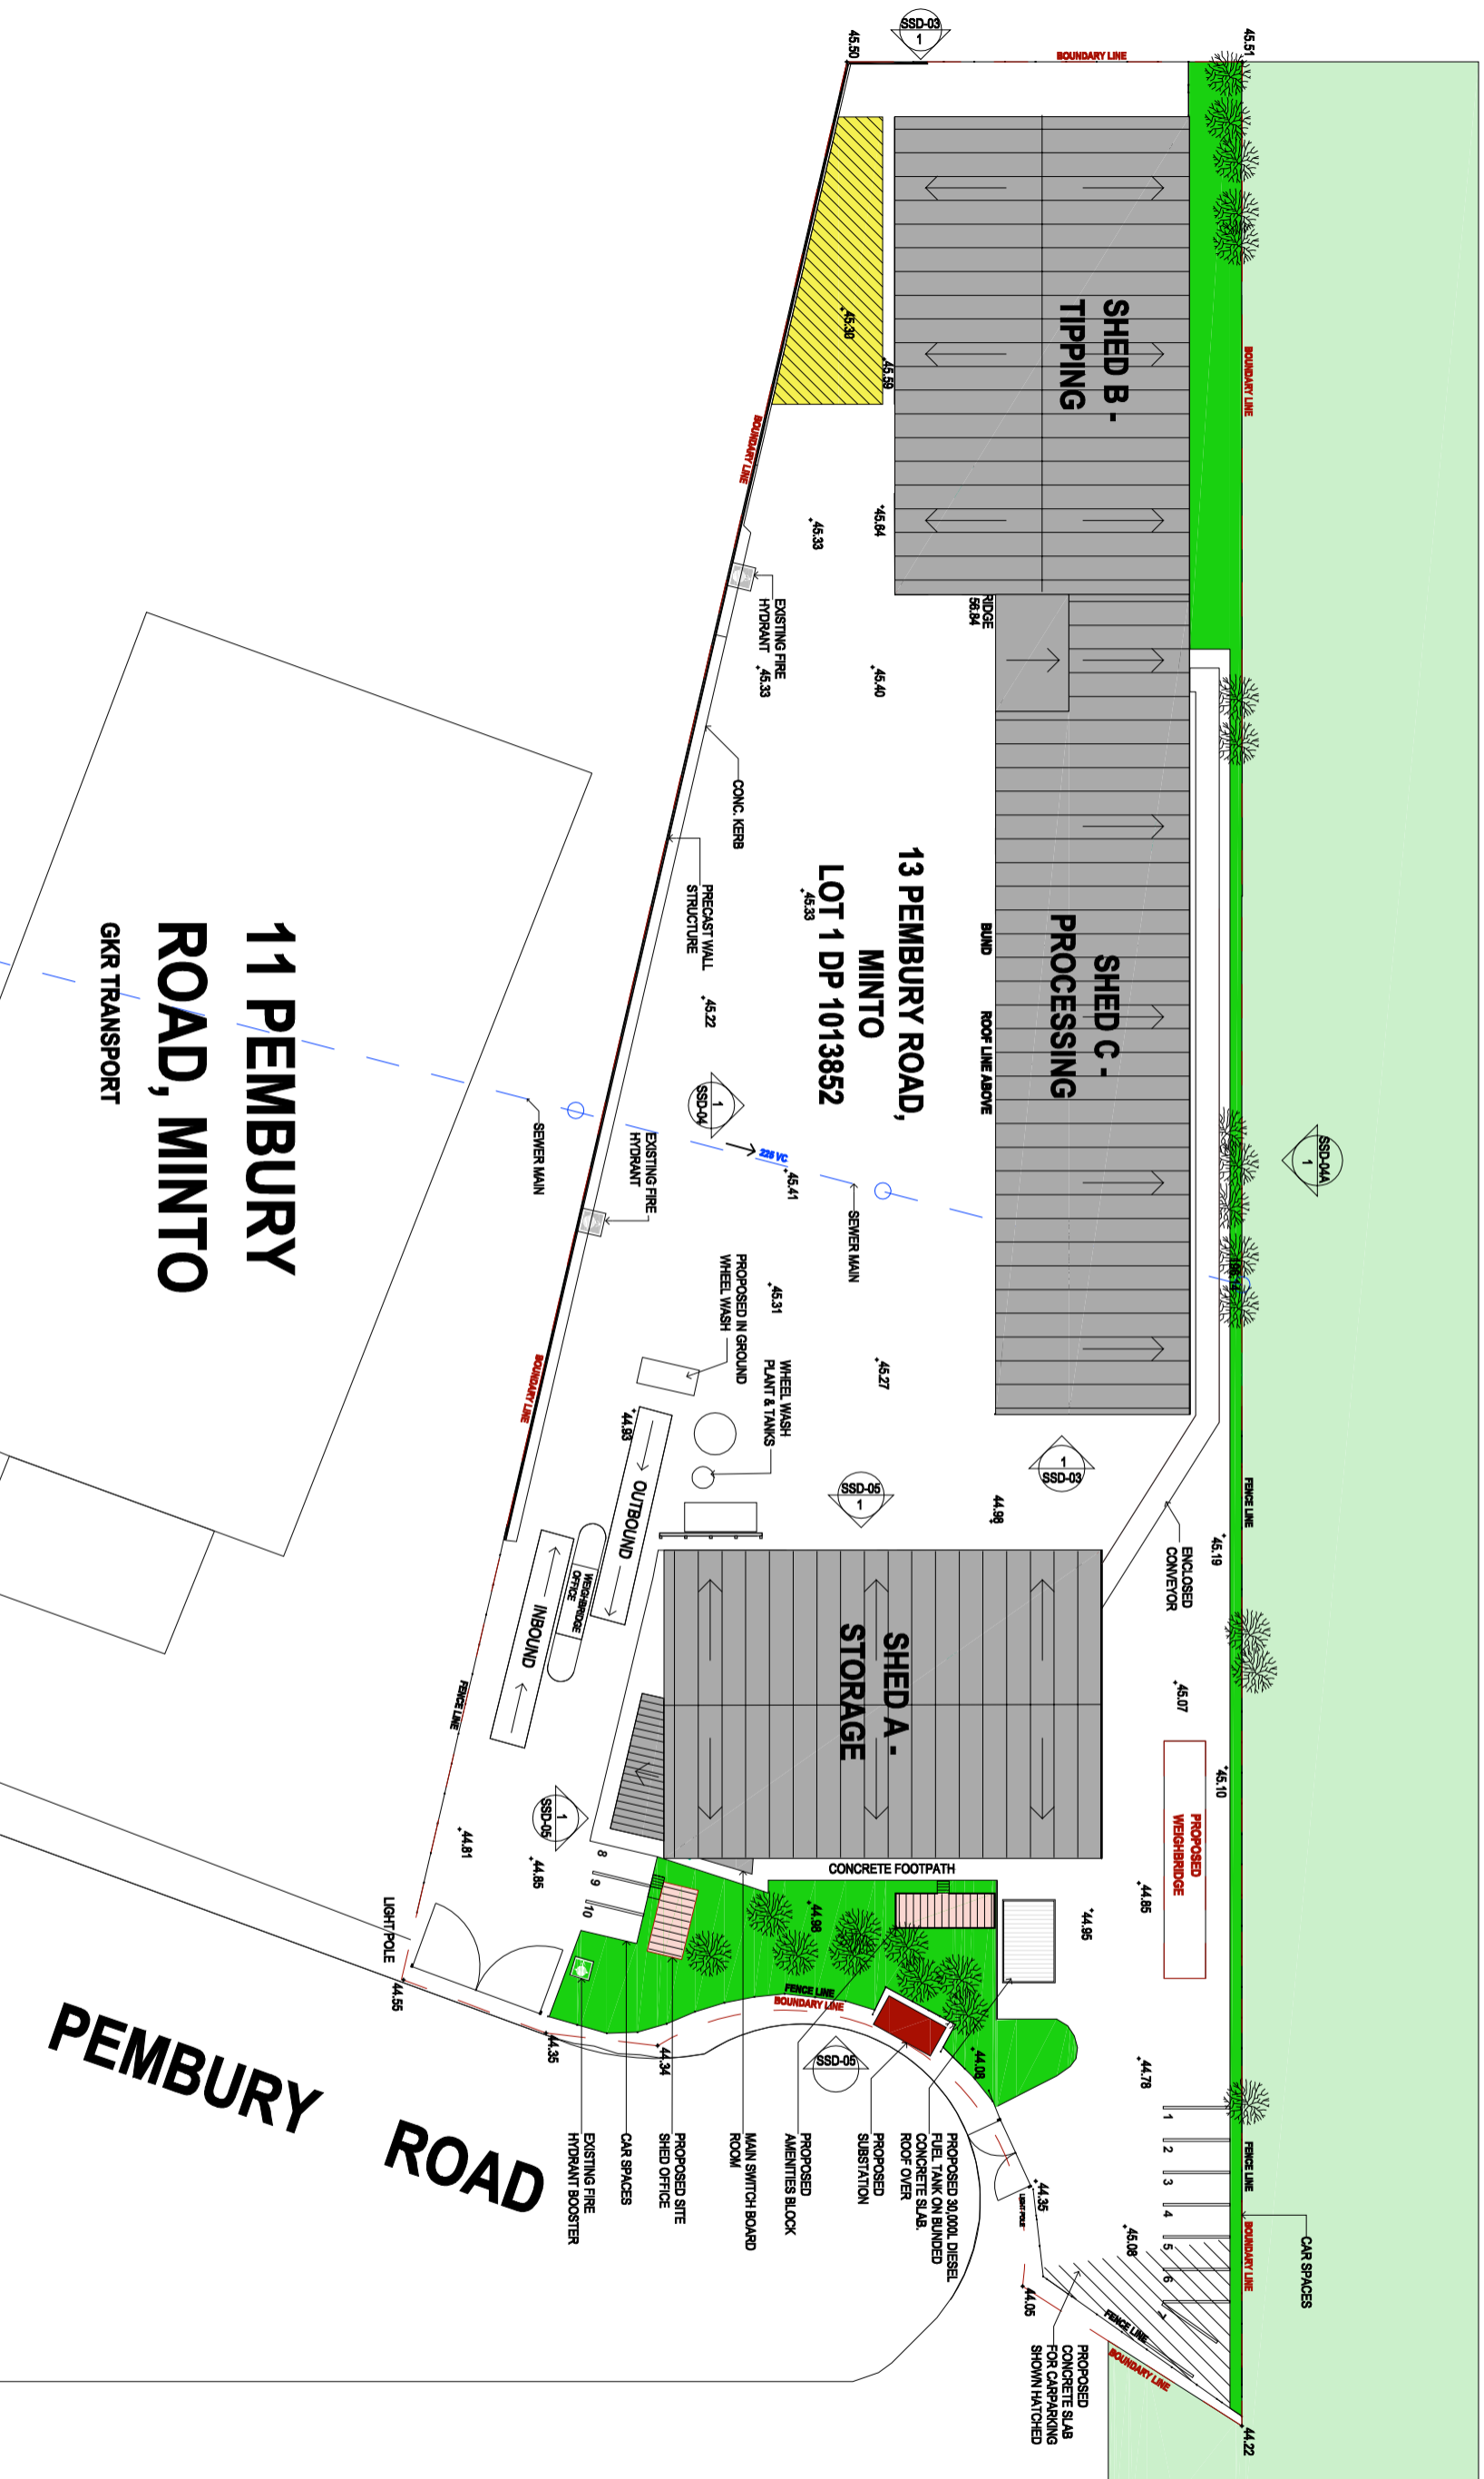 SSD-03
1
45.50
BOUNDARY LINE
45.51
SHED B -
TIPPING
45.30
45.59
BOUNDARY LINE
BOUNDARY LINE
45.64
45.33
RIDGE
56.84
EXISTING FIRE
HYDRANT
45.33
45.40
CONC. KERB
PRECAST WALL
STRUCTURE
13 PEMBURY ROAD,
MINTO
LOT 1 DP 1013852
45.33
BUND
ROOF LINE ABOVE
SHED C -
PROCESSING
11 PEMBURY
ROAD, MINTO
GKR TRANSPORT
45.22
1
SSD-04
SSD-04A
1
SEWER MAIN
EXISTING FIRE
HYDRANT
225 VC
45.41
SEWER MAIN
PROPOSED IN GROUND
WHEEL WASH
45.31
WHEEL WASH
PLANT & TANKS
45.27
BOUNDARY LINE
44.93
OUTBOUND
WEIGHBRIDGE
OFFICE
INBOUND
SSD-05
1
1
SSD-03
44.98
FENCE LINE
45.19
ENCLOSED
CONVEYOR
SHED A -
STORAGE
45.07
45.10
PROPOSED
WEIGHBRIDGE
FENCE LINE
1
SSD-05
44.81
44.85
8
9
10
CONCRETE FOOTPATH
44.98
44.95
44.85
LIGHT/POLE
44.55
44.35
44.34
FENCE LINE
BOUNDARY LINE
SSD-05
44.08
44.78
1
2
3
4
5
6
7
FENCE LINE
BOUNDARY LINE
CAR SPACES
PEMBURY ROAD
EXISTING FIRE
HYDRANT BOOSTER
CAR SPACES
PROPOSED SITE
SHED OFFICE
MAIN SWITCH BOARD
ROOM
PROPOSED
AMENITIES BLOCK
PROPOSED
SUBSTATION
PROPOSED 30,000L DIESEL
FUEL TANK ON BUNDED
CONCRETE SLAB.
ROOF OVER
LIGHT/POLE
44.35
45.08
44.05
FENCE LINE
BOUNDARY LINE
PROPOSED
CONCRETE SLAB
FOR CARPARKING
SHOWN HATCHED
44.22